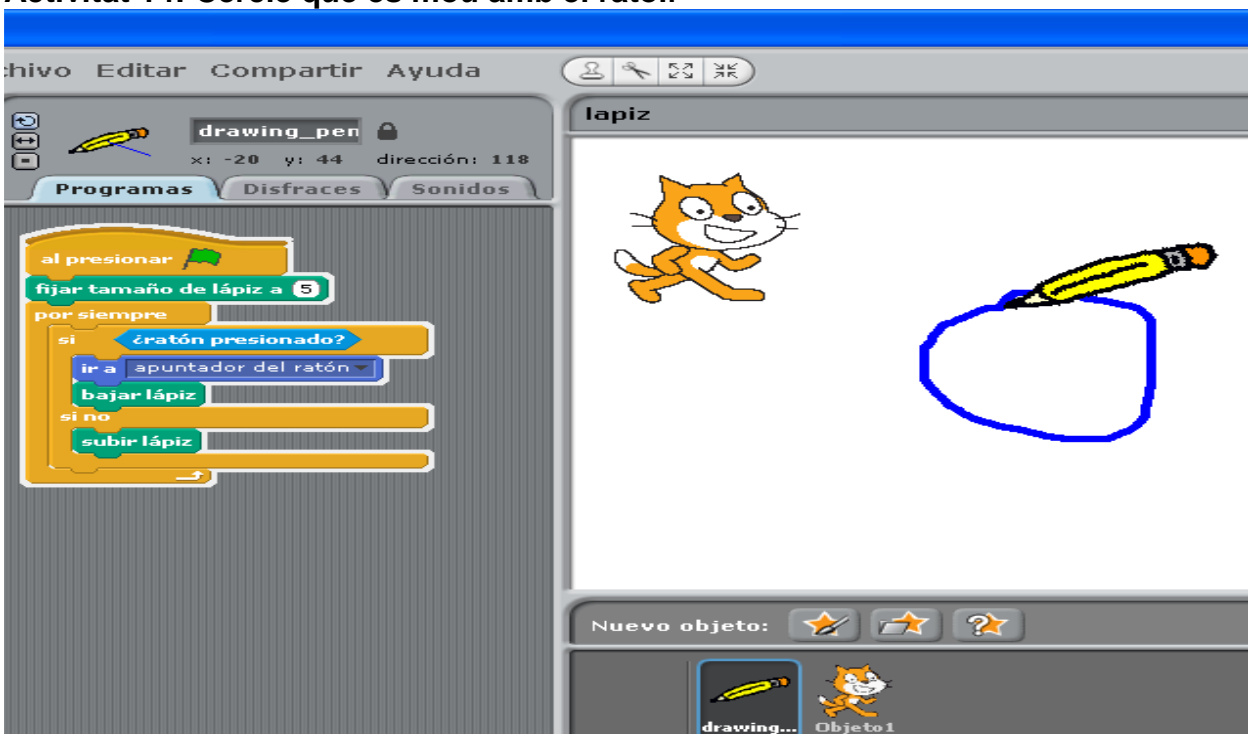 chivo Editar Compartir Ayuda
drawing_pen
x: -20 y: 44 dirección: 118
Programas Disfraces Sonidos
al presionar
fijar tamaño de lápiz a 5
por siempre
si ¿ratón presionado?
ir a apuntador del ratón
bajar lápiz
si no
subir lápiz
lapiz
Nuevo objeto:
drawing... Objeto1